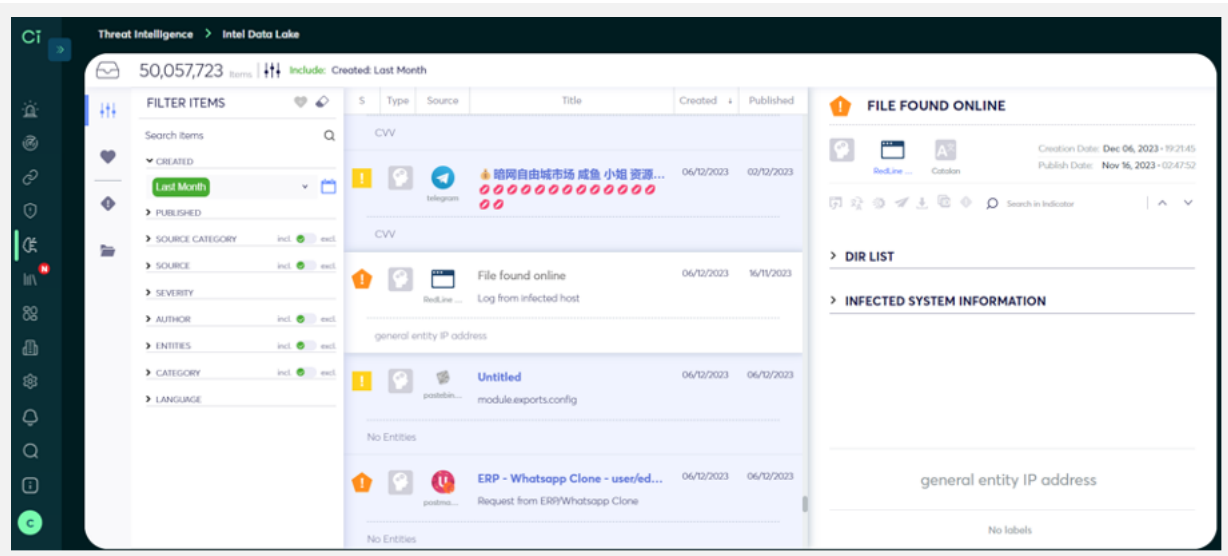 Ci
Threat Intelligence > Intel Data Lake
50,057,723 Items Include: Created: Last Month
FILTER ITEMS
Search items
CREATED
Last Month
PUBLISHED
SOURCE CATEGORY incl. excl.
SOURCE incl. excl.
SEVERITY
AUTHOR incl. excl.
ENTITIES incl. excl.
CATEGORY incl. excl.
LANGUAGE
N
C
S Type Source Title Created Published
CVV
telegram
暗网自由城市场 咸鱼 小姐 资源... 06/12/2023 02/12/2023
CVV
RedLine ...
File found online 06/12/2023 16/11/2023
Log from infected host
general entity IP address
pastebin...
Untitled 06/12/2023 06/12/2023
module.exports.config
No Entities
postma...
ERP - Whatsapp Clone - user/ed... 06/12/2023 06/12/2023
Request from ERP/Whatsapp Clone
No Entities
FILE FOUND ONLINE
RedLine ...
Catalan
Creation Date: Dec 06, 2023 - 19:21:45
Publish Date: Nov 16, 2023 - 02:47:52
Search in Indicator
DIR LIST
INFECTED SYSTEM INFORMATION
general entity IP address
No labels